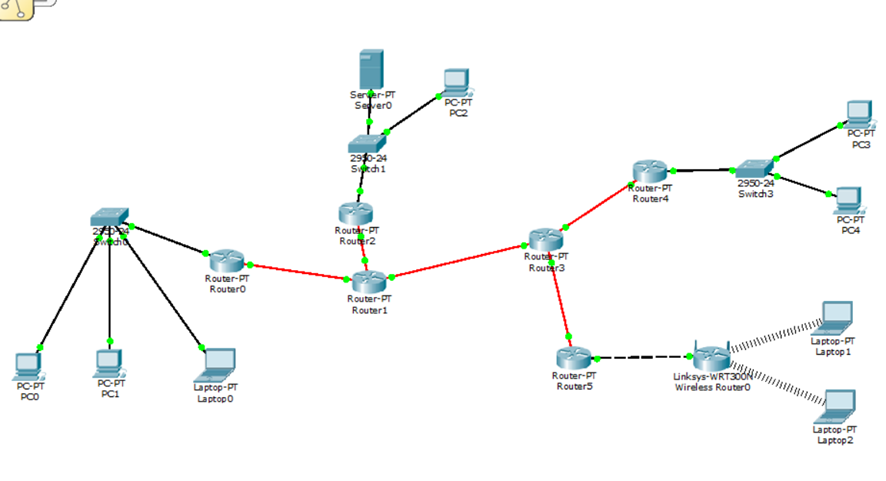 Server-PT
Server0
PC-PT
PC2
2950-24
Switch1
Router-PT
Router2
2950-24
Switch0
Router-PT
Router0
Router-PT
Router1
PC-PT
PC0
PC-PT
PC1
Laptop-PT
Laptop0
Router-PT
Router3
Router-PT
Router4
2950-24
Switch3
PC-PT
PC3
PC-PT
PC4
Router-PT
Router5
Linksys-WRT300N
Wireless Router0
Laptop-PT
Laptop1
Laptop-PT
Laptop2